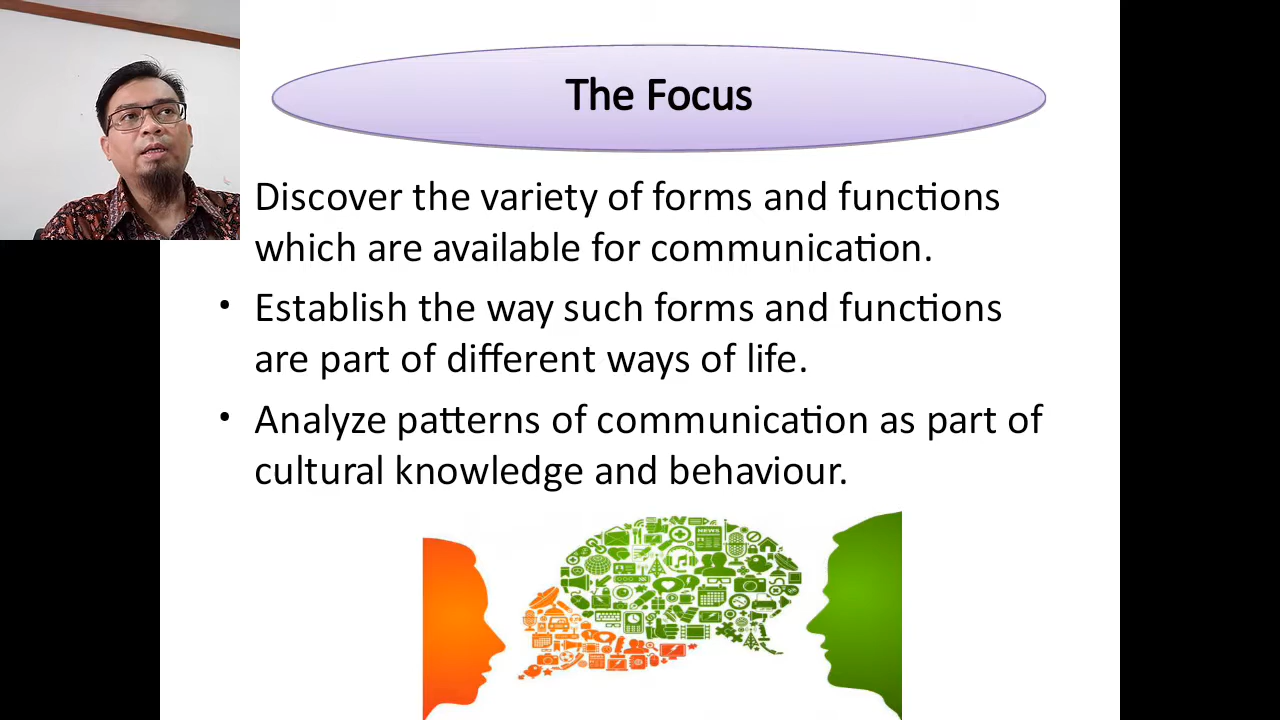 The Focus
Discover the variety of forms and functions
which are available for communication.
• Establish the way such forms and functions
are part of different ways of life.
• Analyze patterns of communication as part of
cultural knowledge and behaviour.
NEWS